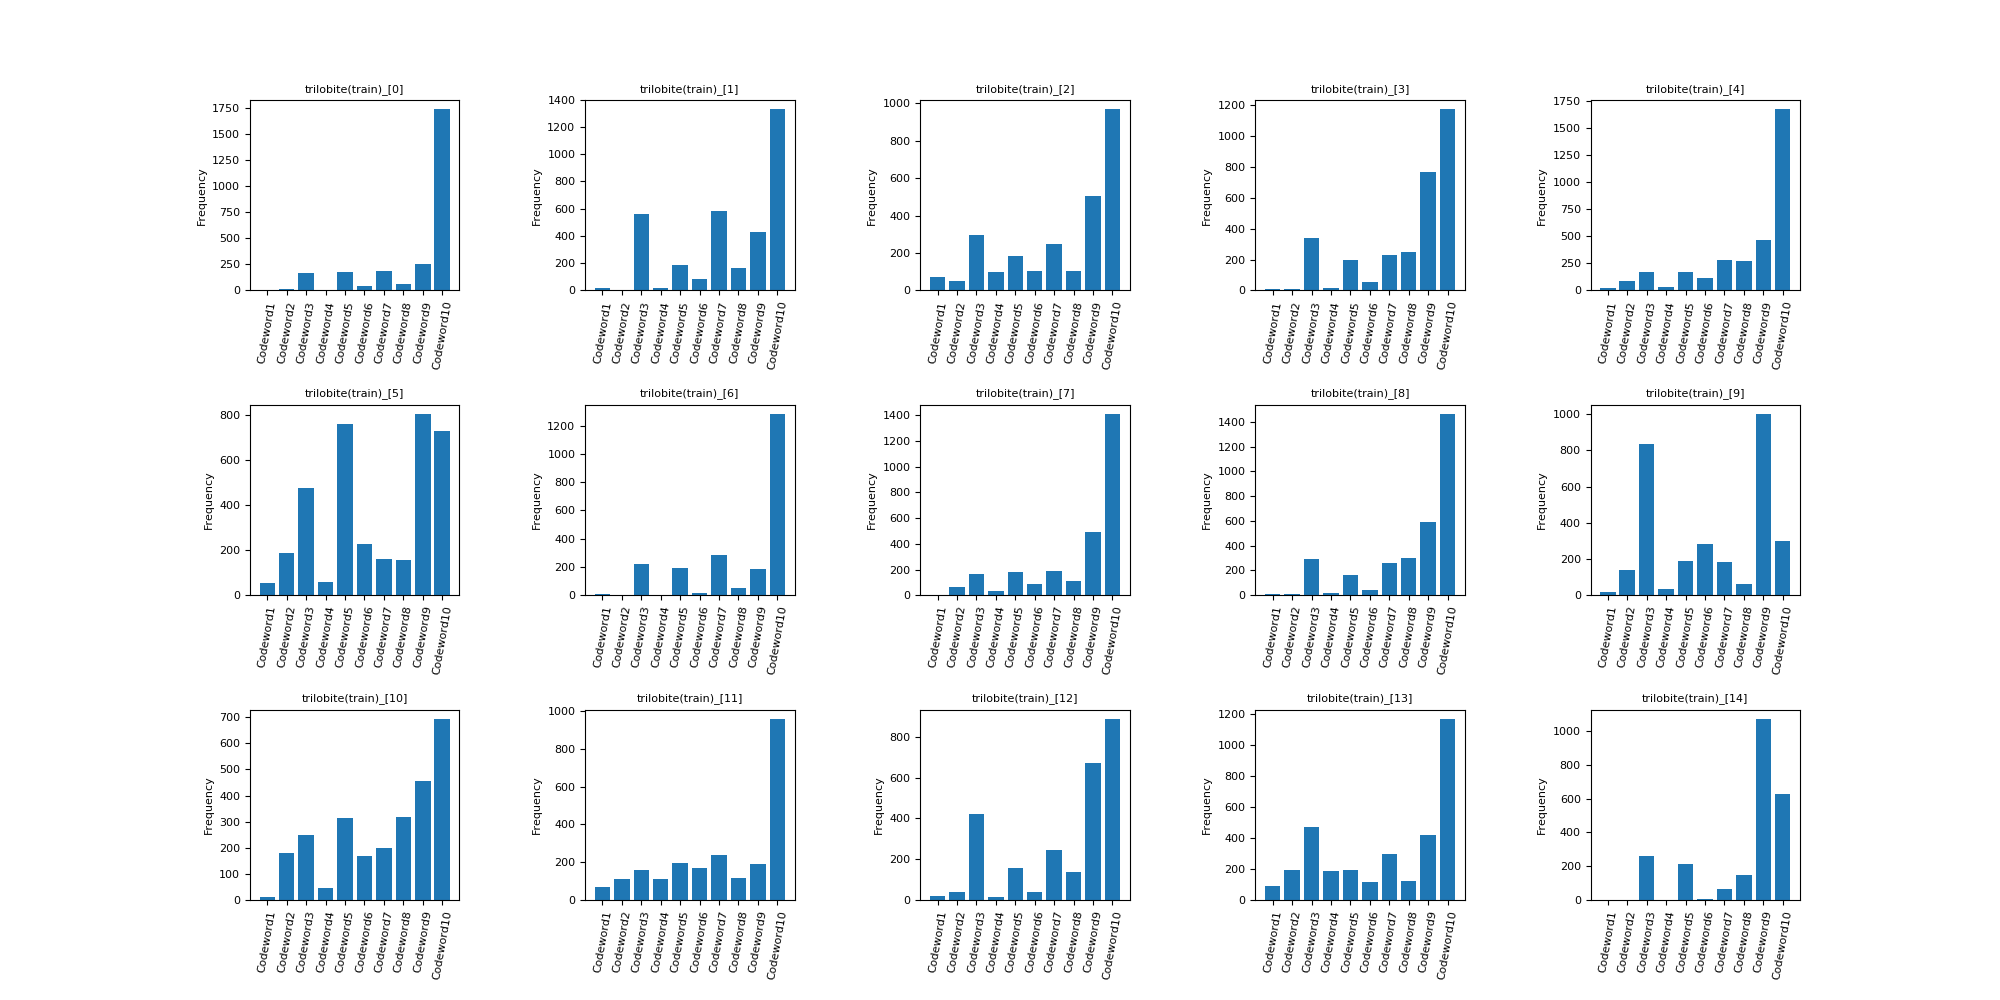 trilobite(train)_[0]
1750
1500
1250
1000
750
500
250
0
Frequency
Codeword1
Codeword2
Codeword3
Codeword4
Codeword5
Codeword6
Codeword7
Codeword8
Codeword9
Codeword10
trilobite(train)_[1]
1400
1200
1000
800
600
400
200
0
Frequency
Codeword1
Codeword2
Codeword3
Codeword4
Codeword5
Codeword6
Codeword7
Codeword8
Codeword9
Codeword10
trilobite(train)_[2]
1000
800
600
400
200
0
Frequency
Codeword1
Codeword2
Codeword3
Codeword4
Codeword5
Codeword6
Codeword7
Codeword8
Codeword9
Codeword10
trilobite(train)_[3]
1200
1000
800
600
400
200
0
Frequency
Codeword1
Codeword2
Codeword3
Codeword4
Codeword5
Codeword6
Codeword7
Codeword8
Codeword9
Codeword10
trilobite(train)_[4]
1750
1500
1250
1000
750
500
250
0
Frequency
Codeword1
Codeword2
Codeword3
Codeword4
Codeword5
Codeword6
Codeword7
Codeword8
Codeword9
Codeword10
trilobite(train)_[5]
800
600
400
200
0
Frequency
Codeword1
Codeword2
Codeword3
Codeword4
Codeword5
Codeword6
Codeword7
Codeword8
Codeword9
Codeword10
trilobite(train)_[6]
1200
1000
800
600
400
200
0
Frequency
Codeword1
Codeword2
Codeword3
Codeword4
Codeword5
Codeword6
Codeword7
Codeword8
Codeword9
Codeword10
trilobite(train)_[7]
1400
1200
1000
800
600
400
200
0
Frequency
Codeword1
Codeword2
Codeword3
Codeword4
Codeword5
Codeword6
Codeword7
Codeword8
Codeword9
Codeword10
trilobite(train)_[8]
1400
1200
1000
800
600
400
200
0
Frequency
Codeword1
Codeword2
Codeword3
Codeword4
Codeword5
Codeword6
Codeword7
Codeword8
Codeword9
Codeword10
trilobite(train)_[9]
1000
800
600
400
200
0
Frequency
Codeword1
Codeword2
Codeword3
Codeword4
Codeword5
Codeword6
Codeword7
Codeword8
Codeword9
Codeword10
trilobite(train)_[10]
700
600
500
400
300
200
100
0
Frequency
Codeword1
Codeword2
Codeword3
Codeword4
Codeword5
Codeword6
Codeword7
Codeword8
Codeword9
Codeword10
trilobite(train)_[11]
1000
800
600
400
200
0
Frequency
Codeword1
Codeword2
Codeword3
Codeword4
Codeword5
Codeword6
Codeword7
Codeword8
Codeword9
Codeword10
trilobite(train)_[12]
800
600
400
200
0
Frequency
Codeword1
Codeword2
Codeword3
Codeword4
Codeword5
Codeword6
Codeword7
Codeword8
Codeword9
Codeword10
trilobite(train)_[13]
1200
1000
800
600
400
200
0
Frequency
Codeword1
Codeword2
Codeword3
Codeword4
Codeword5
Codeword6
Codeword7
Codeword8
Codeword9
Codeword10
trilobite(train)_[14]
1000
800
600
400
200
0
Frequency
Codeword1
Codeword2
Codeword3
Codeword4
Codeword5
Codeword6
Codeword7
Codeword8
Codeword9
Codeword10